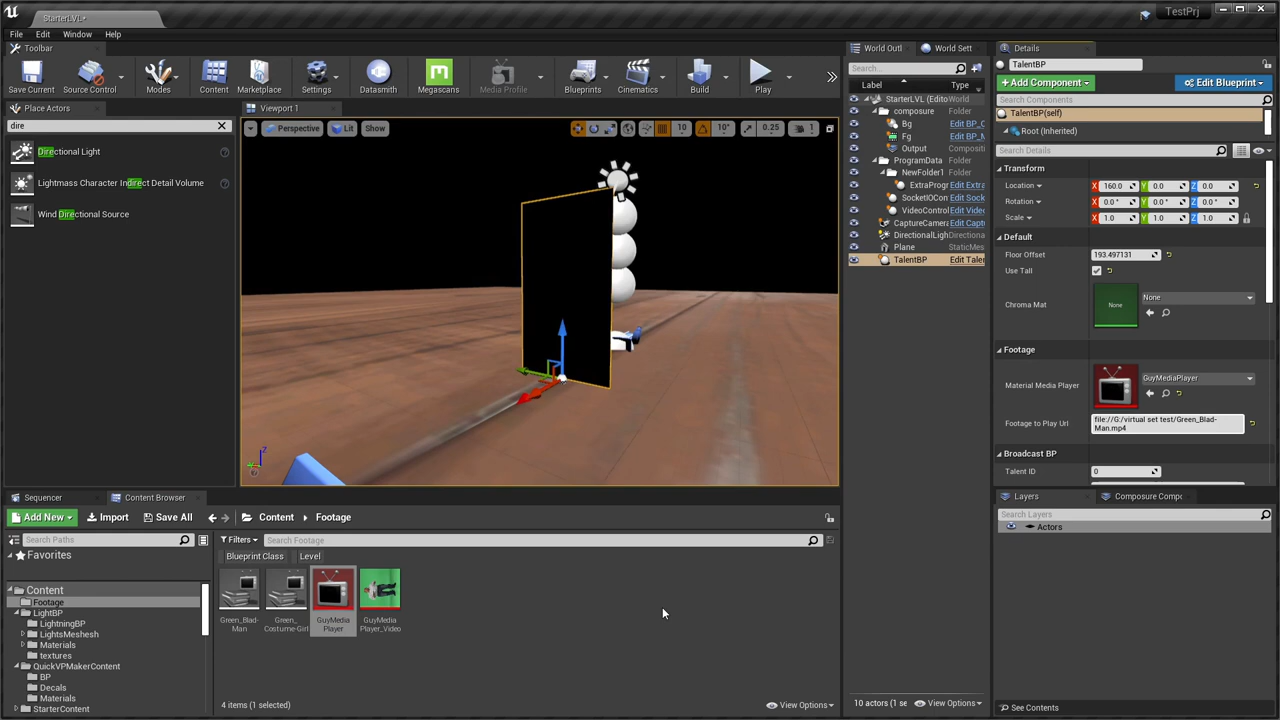 StarterLVL*
TestPrj
File Edit Window Help
Toolbar
Save Current Source Control Modes Content Marketplace Settings Datasmith Megascans Media Profile Blueprints Cinematics Build Play
Place Actors
dire
Directional Light
Lightmass Character Indirect Detail Volume
Wind Directional Source
Viewport 1
Perspective Lit Show 10 10° 0.25 1
World Outl World Sett
Search...
Label Type
StarterLVL (Edito World
composure Folder
Bg Edit BP_C
Fg Edit BP_M
Output Compositi
ProgramData Folder
NewFolder1 Folder
ExtraProgr Edit Extra
SocketIOCon Edit Sock
VideoControl Edit Video
CaptureCamera Edit Captu
DirectionalLigh Directiona
Plane StaticMes
TalentBP Edit Talen
10 actors (1 se View Options
Details
TalentBP
+ Add Component Edit Blueprint
Search Components
TalentBP(self)
Root (Inherited)
Search Details
Transform
Location X 160.0 Y 0.0 Z 0.0
Rotation X 0.0° Y 0.0° Z 0.0°
Scale X 1.0 Y 1.0 Z 1.0
Default
Floor Offset 193.497131
Use Tall
Chroma Mat None None
Footage
Material Media Player GuyMediaPlayer
Footage to Play Url file://G:/virtual set test/Green_Blad-
Man.mp4
Broadcast BP
Talent ID 0
Layers Composure Compo
Search Layers
Actors
See Contents
Sequencer Content Browser
Add New Import Save All Content Footage
Search Paths
Favorites
Content
Footage
LightBP
LightningBP
LightsMeshesh
Materials
textures
QuickVPMakerContent
BP
Decals
Materials
StarterContent
Filters Search Footage
Blueprint Class Level
Green_Blad-
Man
Green_
Costume-Girl
GuyMedia
Player
GuyMedia
Player_Video
4 items (1 selected) View Options